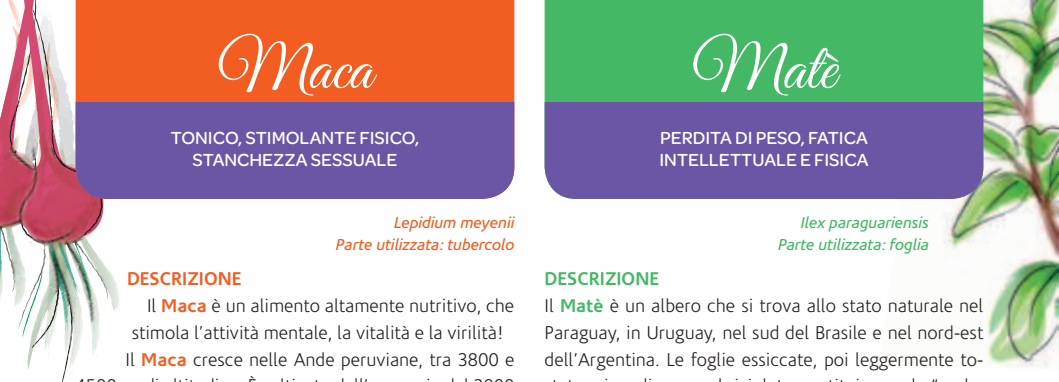 Maca
TONICO, STIMOLANTE FISICO,
STANCHEZZA SESSUALE
Lepidium meyenii
Parte utilizzata: tubercolo
DESCRIZIONE
Il Maca è un alimento altamente nutritivo, che
stimola l'attività mentale, la vitalità e la virilità!
Il Maca cresce nelle Ande peruviane, tra 3800 e
Matè
PERDITA DI PESO, FATICA
INTELLETTUALE E FISICA
Ilex paraguariensis
Parte utilizzata: foglia
DESCRIZIONE
Il Matè è un albero che si trova allo stato naturale nel
Paraguay, in Uruguay, nel sud del Brasile e nel nord-est
dell'Argentina. Le foglie essiccate, poi leggermente to-